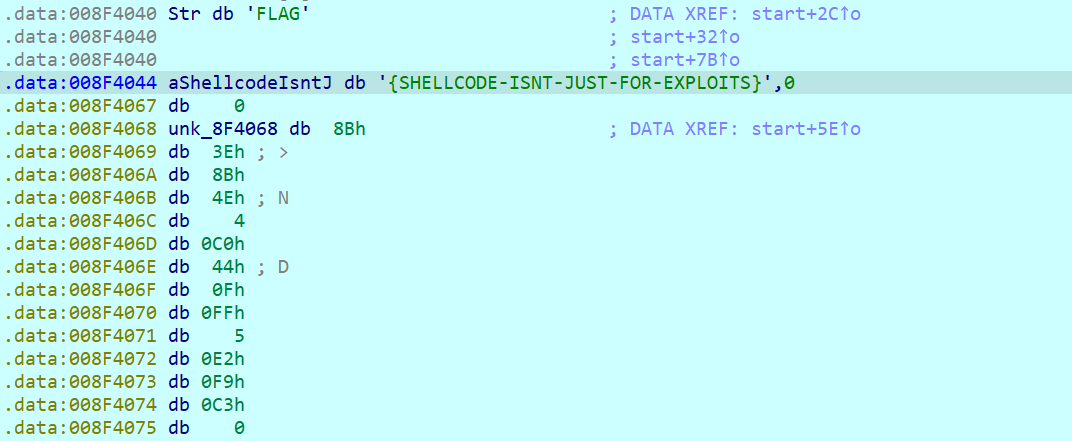 .data:008F4040 Str db 'FLAG' ; DATA XREF: start+2C↑o
.data:008F4040 ; start+32↑o
.data:008F4040 ; start+7B↑o
.data:008F4044 aShellcodeIsntJ db '{SHELLCODE-ISNT-JUST-FOR-EXPLOITS}',0
.data:008F4067 db 0
.data:008F4068 unk_8F4068 db 8Bh ; DATA XREF: start+5E↑o
.data:008F4069 db 3Eh ; >
.data:008F406A db 8Bh
.data:008F406B db 4Eh ; N
.data:008F406C db 4
.data:008F406D db 0C0h
.data:008F406E db 44h ; D
.data:008F406F db 0Fh
.data:008F4070 db 0FFh
.data:008F4071 db 5
.data:008F4072 db 0E2h
.data:008F4073 db 0F9h
.data:008F4074 db 0C3h
.data:008F4075 db 0